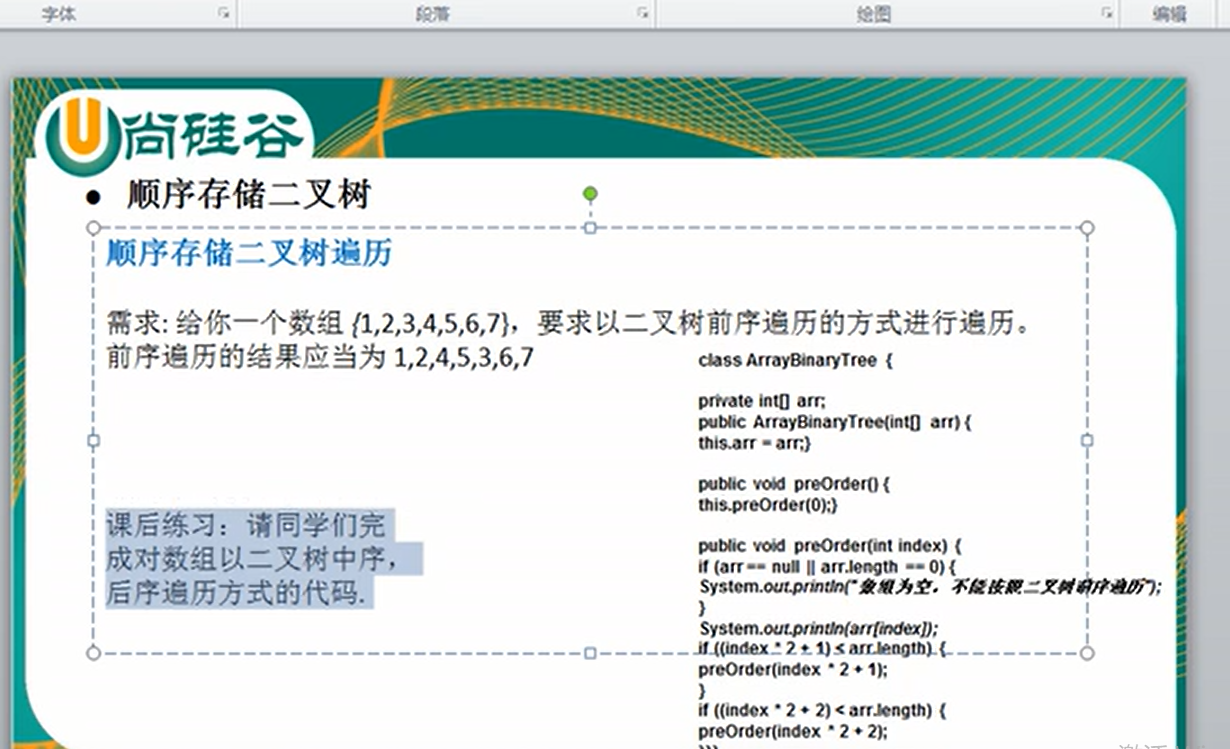 字体 段落 绘图 编辑
尚硅谷
● 顺序存储二叉树
顺序存储二叉树遍历
需求: 给你一个数组 {1,2,3,4,5,6,7}，要求以二叉树前序遍历的方式进行遍历。
前序遍历的结果应当为 1,2,4,5,3,6,7
课后练习：请同学们完
成对数组以二叉树中序，
后序遍历方式的代码.
class ArrayBinaryTree {
private int[] arr;
public ArrayBinaryTree(int[] arr) {
this.arr = arr;}
public void preOrder() {
this.preOrder(0);}
public void preOrder(int index) {
if (arr == null || arr.length == 0) {
System.out.println("数组为空，不能按照二叉树前序遍历");
}
System.out.println(arr[index]);
if ((index * 2 + 1) < arr.length) {
preOrder(index * 2 + 1);
}
if ((index * 2 + 2) < arr.length) {
preOrder(index * 2 + 2);